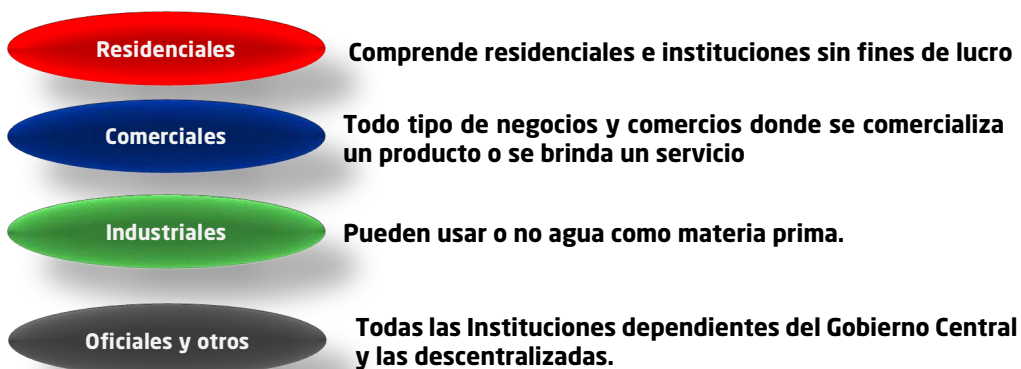 Residenciales
Comprende residenciales e instituciones sin fines de lucro
Comerciales
Todo tipo de negocios y comercios donde se comercializa
un producto o se brinda un servicio
Industriales
Pueden usar o no agua como materia prima.
Oficiales y otros
Todas las Instituciones dependientes del Gobierno Central
y las descentralizadas.